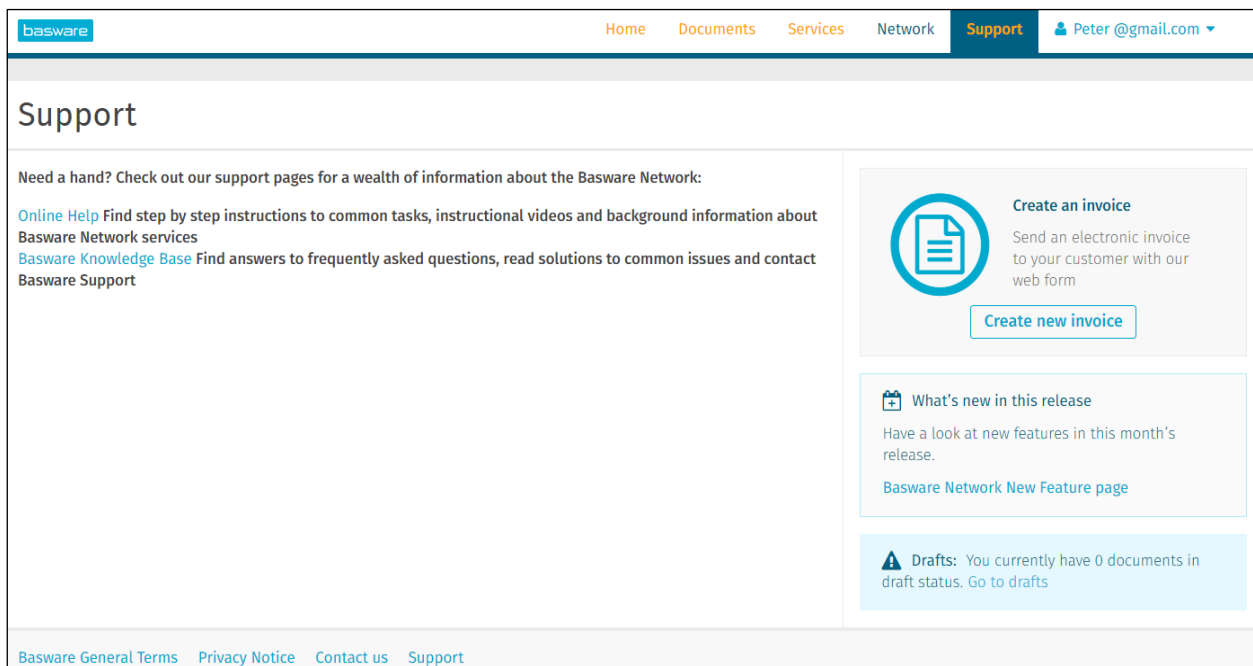 basware
Home Documents Services Network Support Peter @gmail.com
Support
Need a hand? Check out our support pages for a wealth of information about the Basware Network:
Online Help Find step by step instructions to common tasks, instructional videos and background information about
Basware Network services
Basware Knowledge Base Find answers to frequently asked questions, read solutions to common issues and contact
Basware Support
Create an invoice
Send an electronic invoice
to your customer with our
web form
Create new invoice
What's new in this release
Have a look at new features in this month's
release.
Basware Network New Feature page
Drafts: You currently have 0 documents in
draft status. Go to drafts
Basware General Terms Privacy Notice Contact us Support